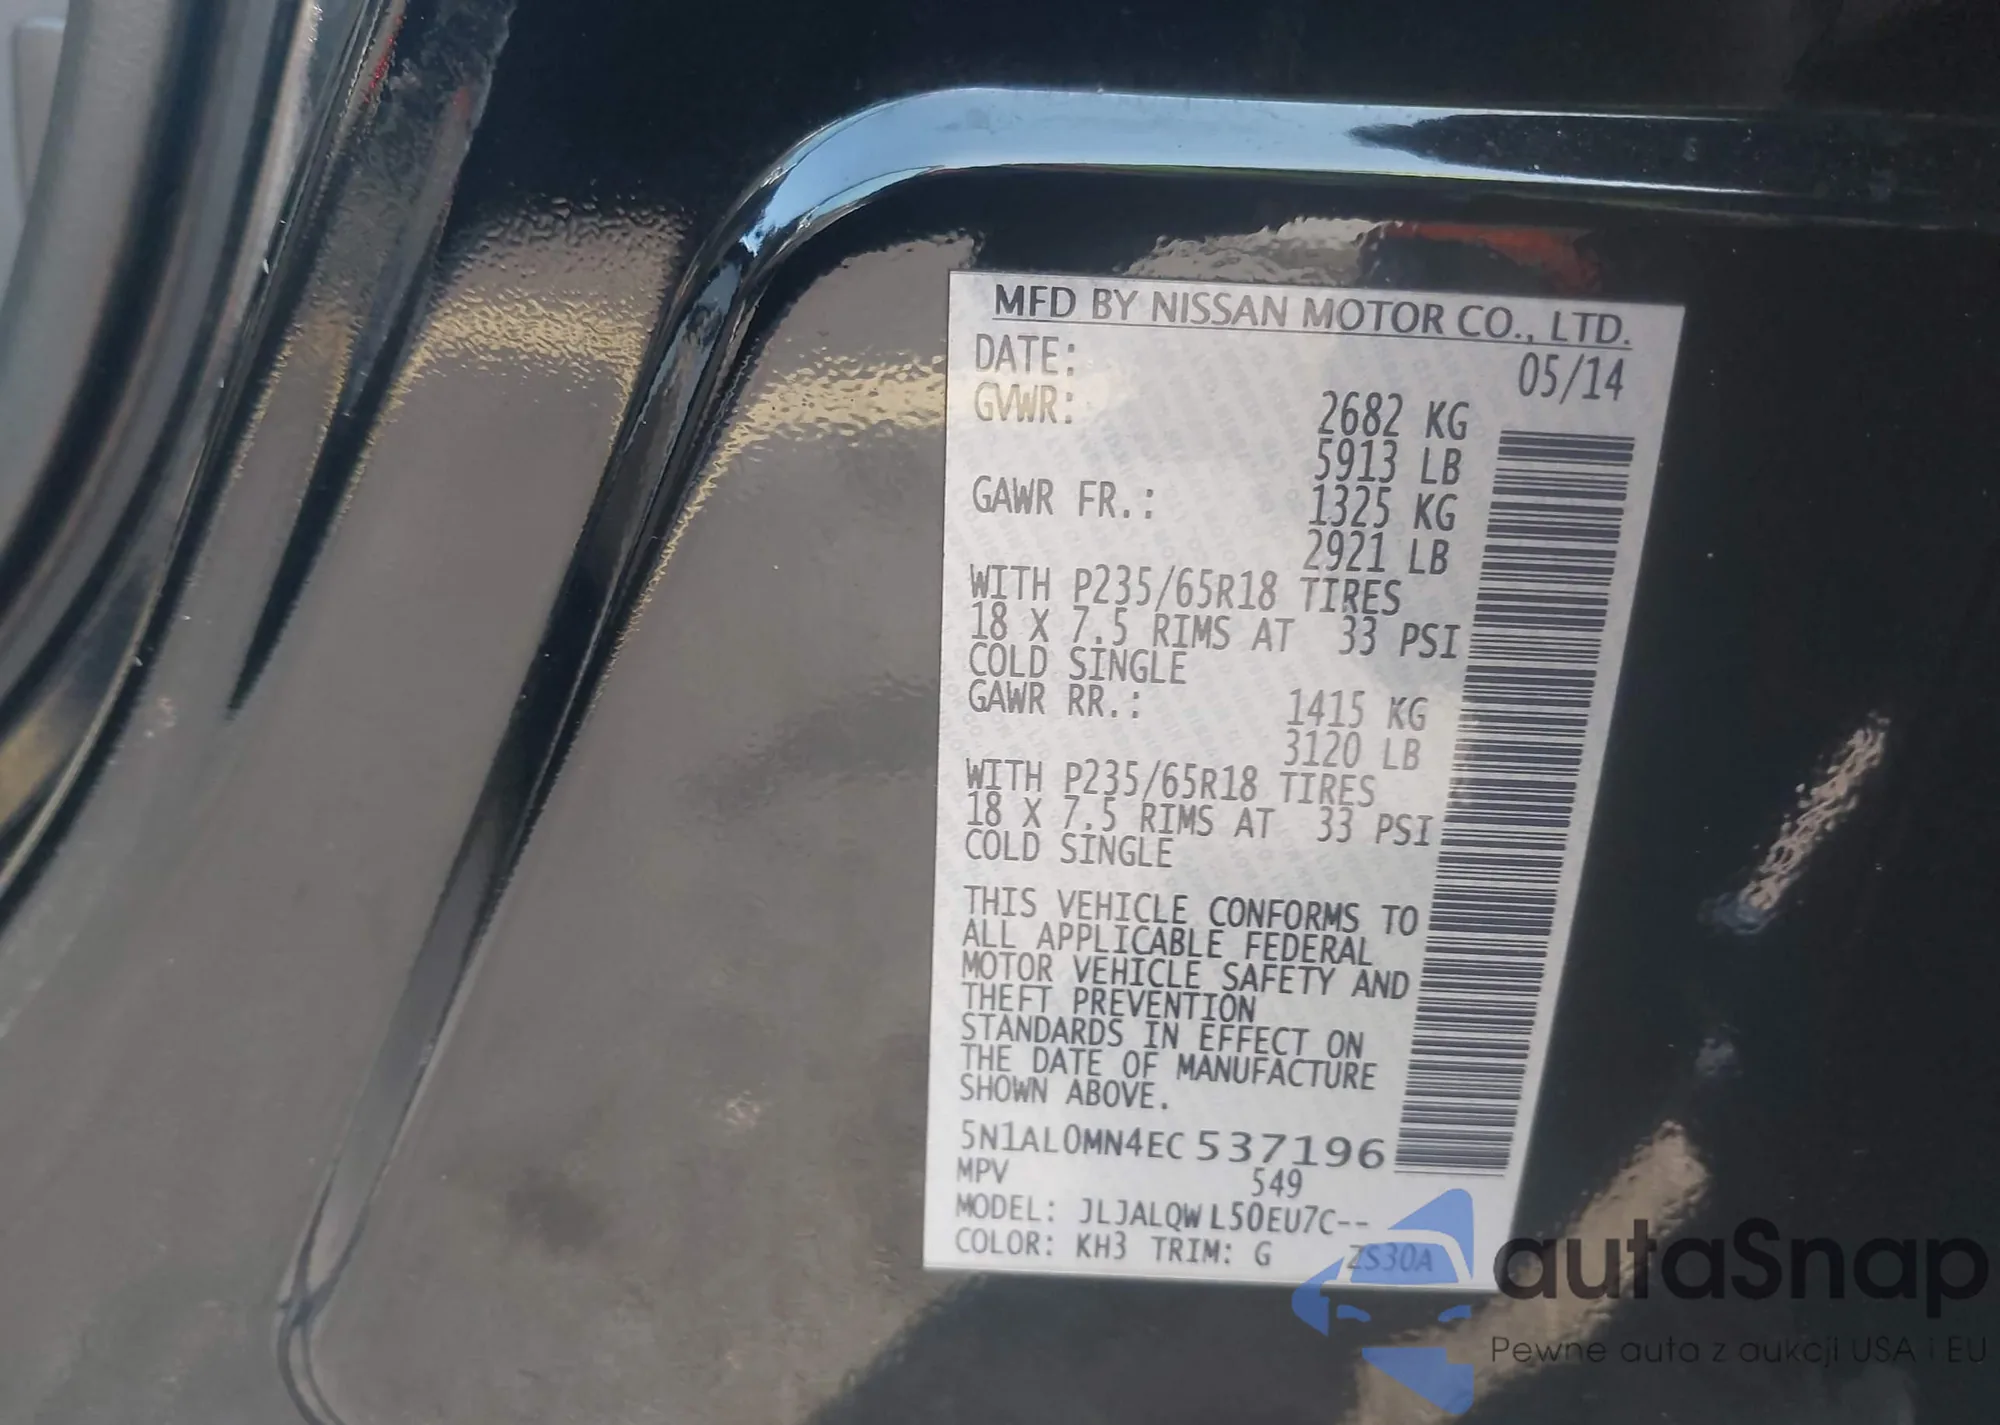 MFD BY NISSAN MOTOR CO., LTD.
DATE: 05/14
GVWR: 2682 KG
5913 LB
GAWR FR.: 1325 KG
2921 LB
WITH P235/65R18 TIRES
18 X 7.5 RIMS AT 33 PSI
COLD SINGLE
GAWR RR.: 1415 KG
3120 LB
WITH P235/65R18 TIRES
18 X 7.5 RIMS AT 33 PSI
COLD SINGLE
THIS VEHICLE CONFORMS TO
ALL APPLICABLE FEDERAL
MOTOR VEHICLE SAFETY AND
THEFT PREVENTION
STANDARDS IN EFFECT ON
THE DATE OF MANUFACTURE
SHOWN ABOVE.
5N1AL0MN4EC537196
MPV 549
MODEL: JLJALQWL50EU7C--
COLOR: KH3 TRIM: G ZS30A
autaSnap
Pewne auta z aukcji USA i EU